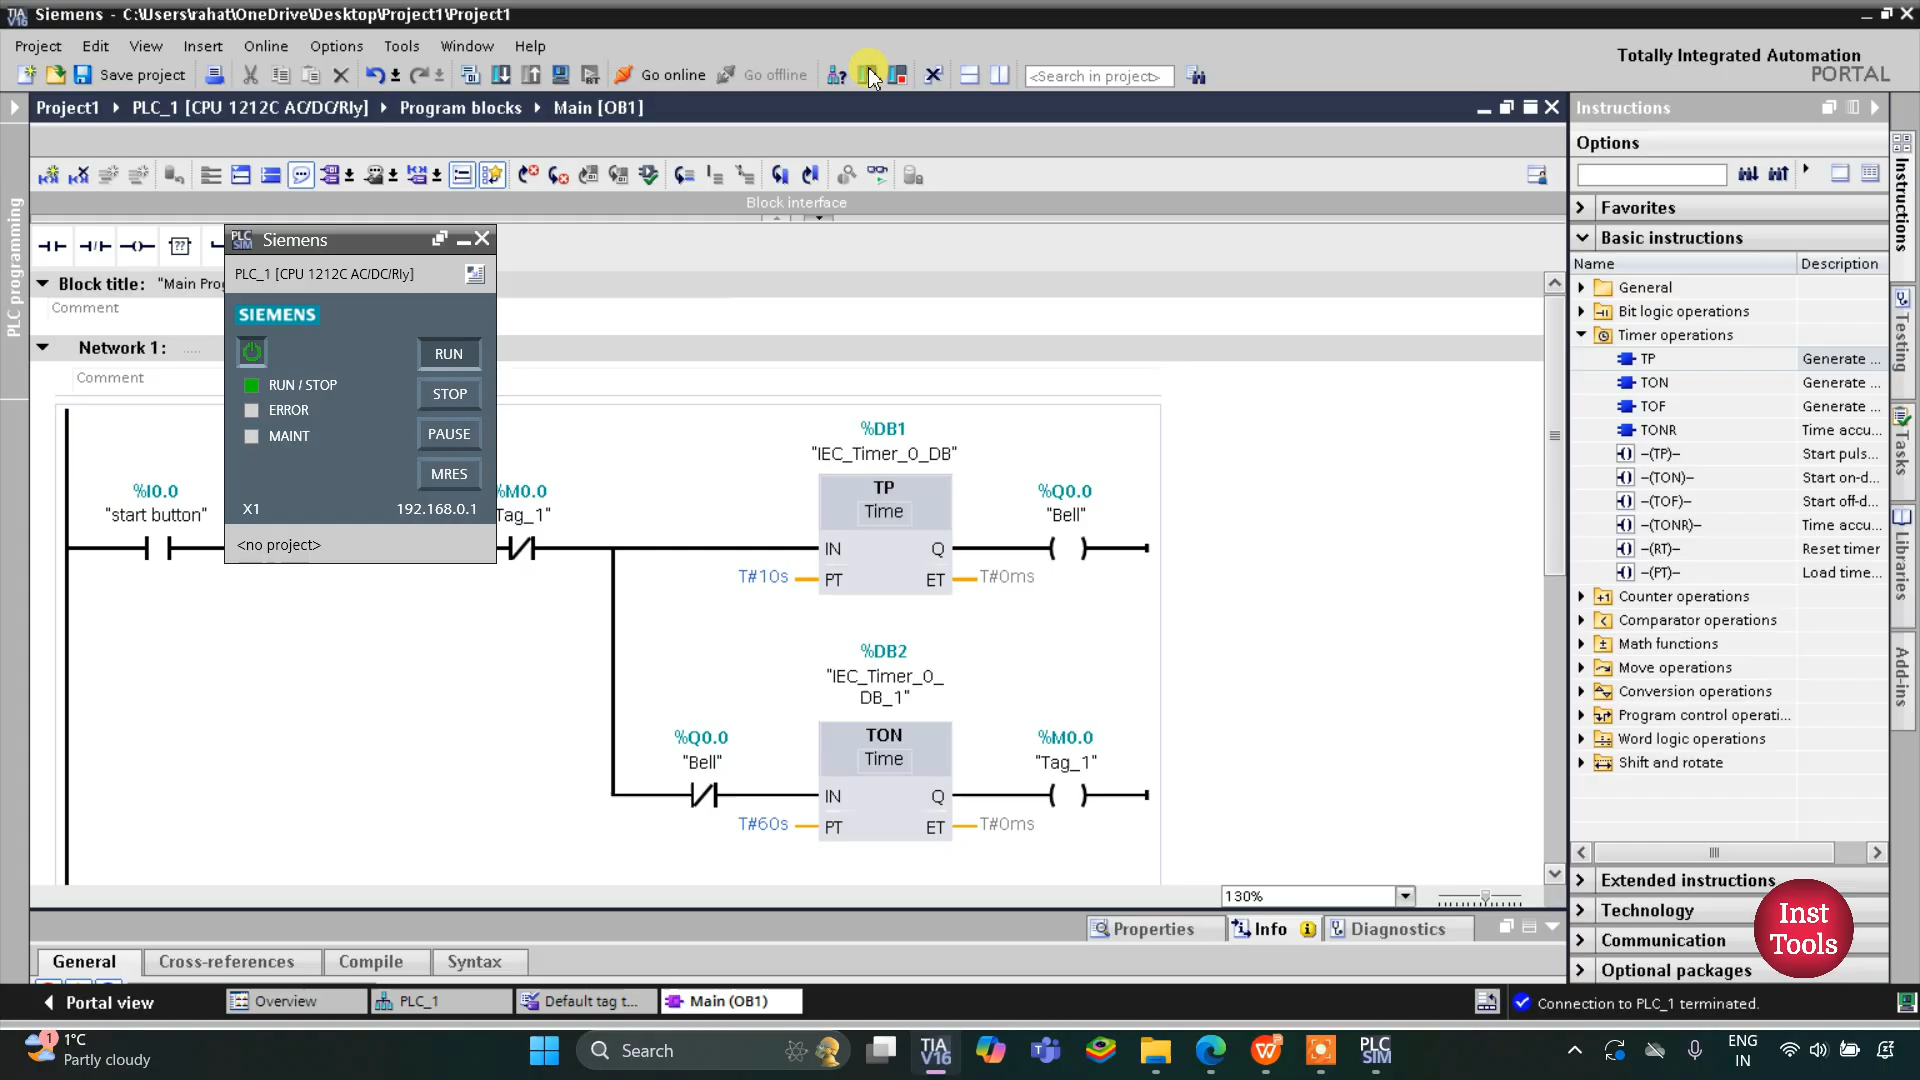 Siemens - C:\Users\rahat\OneDrive\Desktop\Project1\Project1
Project Edit View Insert Online Options Tools Window Help
Totally Integrated Automation
PORTAL
Save project
Go online
Go offline
<Search in project>
Project1 PLC_1 [CPU 1212C AC/DC/Rly] Program blocks Main [OB1]
Instructions
Options
Block interface
PLC programming
Favorites
Basic instructions
Name Description
General
Bit logic operations
Timer operations
TP Generate ...
TON Generate ...
TOF Generate ...
TONR Time accu...
–(TP)– Start puls...
–(TON)– Start on-d...
–(TOF)– Start off-d...
–(TONR)– Time accu...
–(RT)– Reset timer
–(PT)– Load time...
Counter operations
Comparator operations
Math functions
Move operations
Conversion operations
Program control operati...
Word logic operations
Shift and rotate
Extended instructions
Technology
Communication
Optional packages
Instructions
Testing
Tasks
Libraries
Add-ins
Inst
Tools
Block title: "Main Prog
Comment
Network 1: .....
Comment
PLC
SIM
Siemens
PLC_1 [CPU 1212C AC/DC/Rly]
SIEMENS
RUN
RUN / STOP
STOP
ERROR
PAUSE
MAINT
MRES
X1 192.168.0.1
<no project>
%I0.0
"start button"
%M0.0
Tag_1"
%DB1
"IEC_Timer_0_DB"
TP
Time
IN Q
T#10s PT ET T#0ms
%Q0.0
"Bell"
%DB2
"IEC_Timer_0_
DB_1"
%Q0.0
"Bell"
TON
Time
IN Q
T#60s PT ET T#0ms
%M0.0
"Tag_1"
130%
Properties Info Diagnostics
General Cross-references Compile Syntax
Portal view Overview PLC_1 Default tag t... Main (OB1)
Connection to PLC_1 terminated.
1
1°C
Partly cloudy
Search
TIA
V16
PLC
SIM
ENG
IN